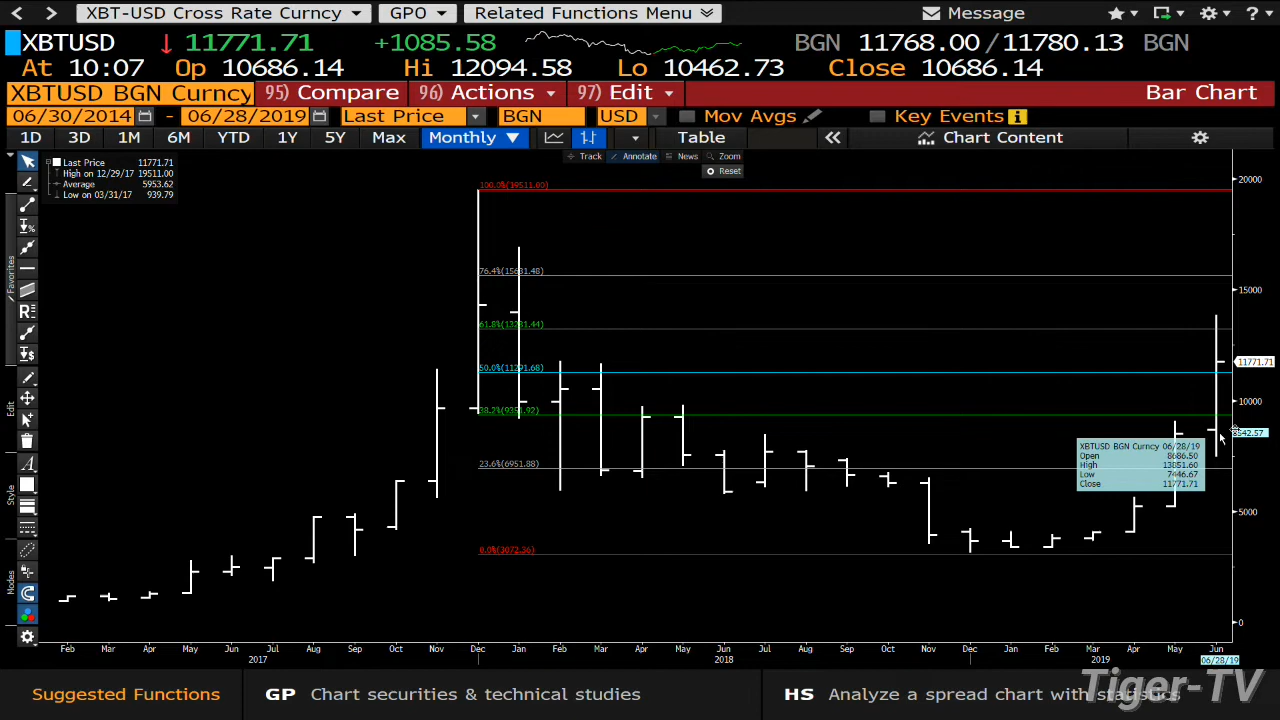 XBT-USD Cross Rate Curncy GPO Related Functions Menu Message
XBTUSD 11771.71 +1085.58 BGN 11768.00 / 11780.13 BGN
At 10:07 Op 10686.14 Hi 12094.58 Lo 10462.73 Close 10686.14
XBTUSD BGN Curncy 95) Compare 96) Actions 97) Edit Bar Chart
06/30/2014 - 06/28/2019 Last Price BGN USD Mov Avgs Key Events
1D 3D 1M 6M YTD 1Y 5Y Max Monthly Table Chart Content
Track Annotate News Zoom
Reset
Last Price 11771.71
High on 12/29/17 19511.00
Average 5953.62
Low on 03/31/17 939.79
Favorites
Edit
Style
Modes
100.0%(19511.00)
76.4%(15631.48)
61.8%(13231.44)
50.0%(11291.68)
38.2%(9351.92)
23.6%(6951.88)
0.0%(3072.36)
20000
15000
11771.71
10000
5000
0
XBTUSD BGN Curncy 06/28/19
Open 8686.50
High 13851.60
Low 7446.67
Close 11771.71
Feb Mar Apr May Jun Jul Aug Sep Oct Nov Dec Jan Feb Mar Apr May Jun Jul Aug Sep Oct Nov Dec Jan Feb Mar Apr May Jun
2017 2018 2019 06/28/19
Tiger-TV
Suggested Functions GP Chart securities & technical studies HS Analyze a spread chart with statistics